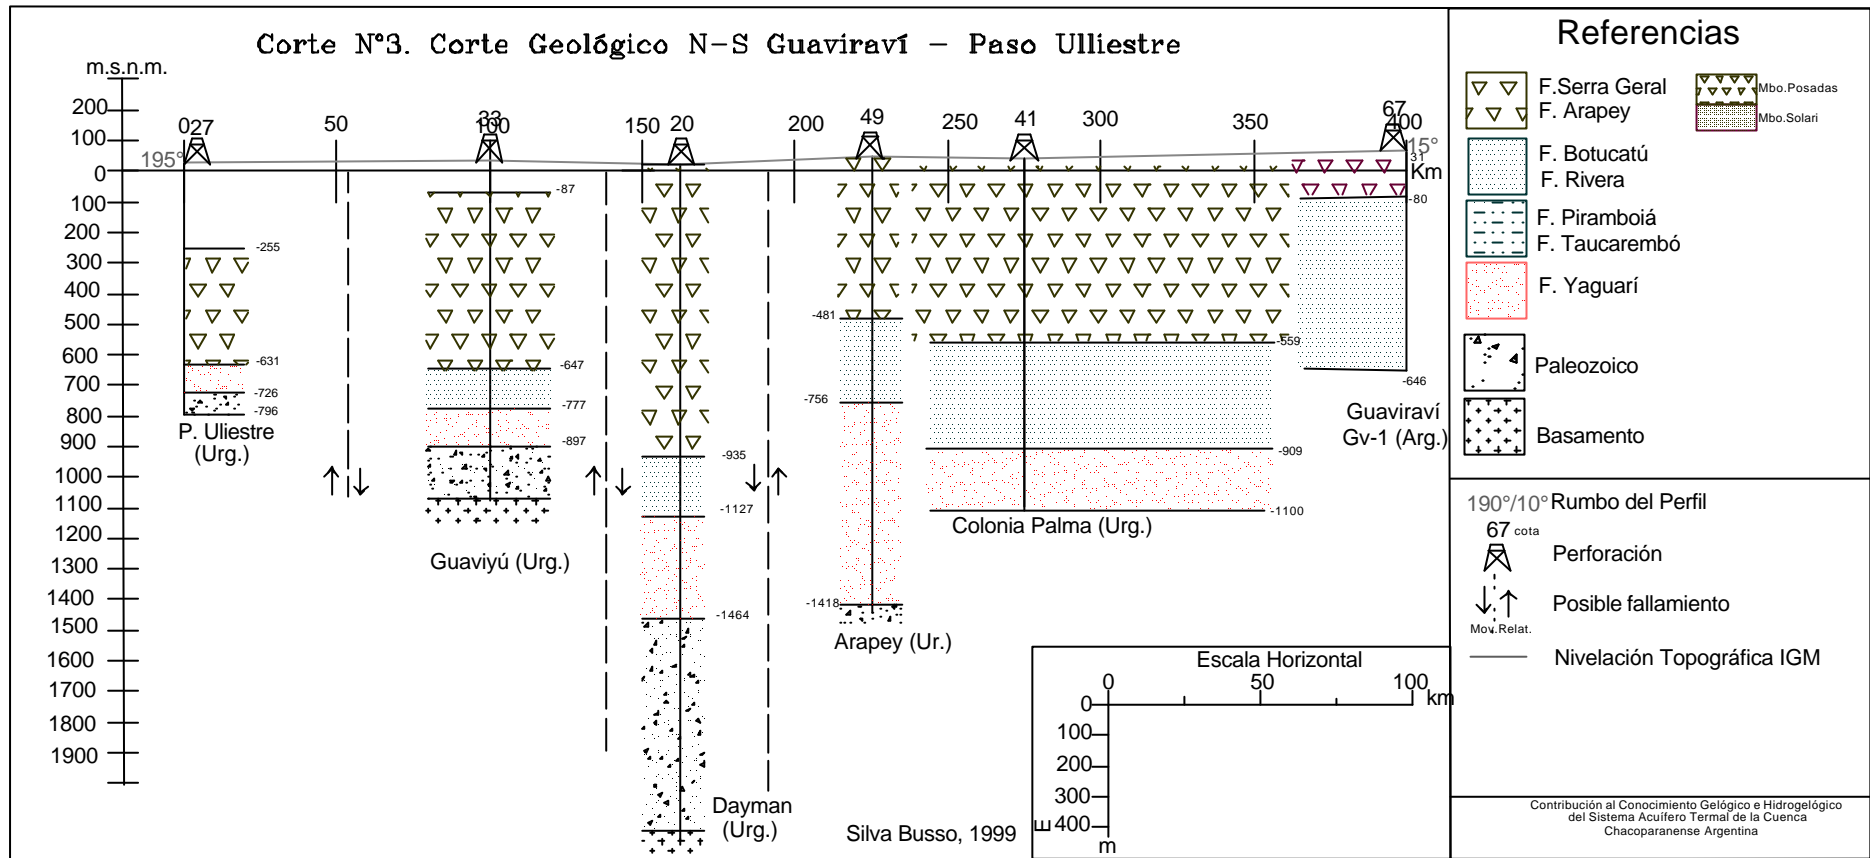 Corte N°3. Corte Geológico N-S Guaviraví - Paso Ulliestre
m.s.n.m.
200
100
0
100
200
300
400
500
600
700
800
900
1000
1100
1200
1300
1400
1500
1600
1700
1800
1900
195°
027
50
33
100
150
20
200
49
250
41
300
350
67
400
15°
31
Km
-80
-87
-255
-481
-559
-631
-647
-646
-726
-777
-756
-796
-897
-935
-909
-1127
-1100
-1418
-1464
P. Uliestre
(Urg.)
Guaviyú (Urg.)
Dayman
(Urg.)
Arapey (Ur.)
Colonia Palma (Urg.)
Guaviraví
Gv-1 (Arg.)
Silva Busso, 1999
Escala Horizontal
0 50 100
km
0
100
200
300
400
E
m
Referencias
F.Serra Geral
F. Arapey
Mbo.Posadas
Mbo.Solari
F. Botucatú
F. Rivera
F. Piramboiá
F. Taucarembó
F. Yaguarí
Paleozoico
Basamento
190°/10° Rumbo del Perfil
67 cota
Perforación
Posible fallamiento
Mov.Relat.
Nivelación Topográfica IGM
Contribución al Conocimiento Gelógico e Hidrogelógico
del Sistema Acuífero Termal de la Cuenca
Chacoparanense Argentina